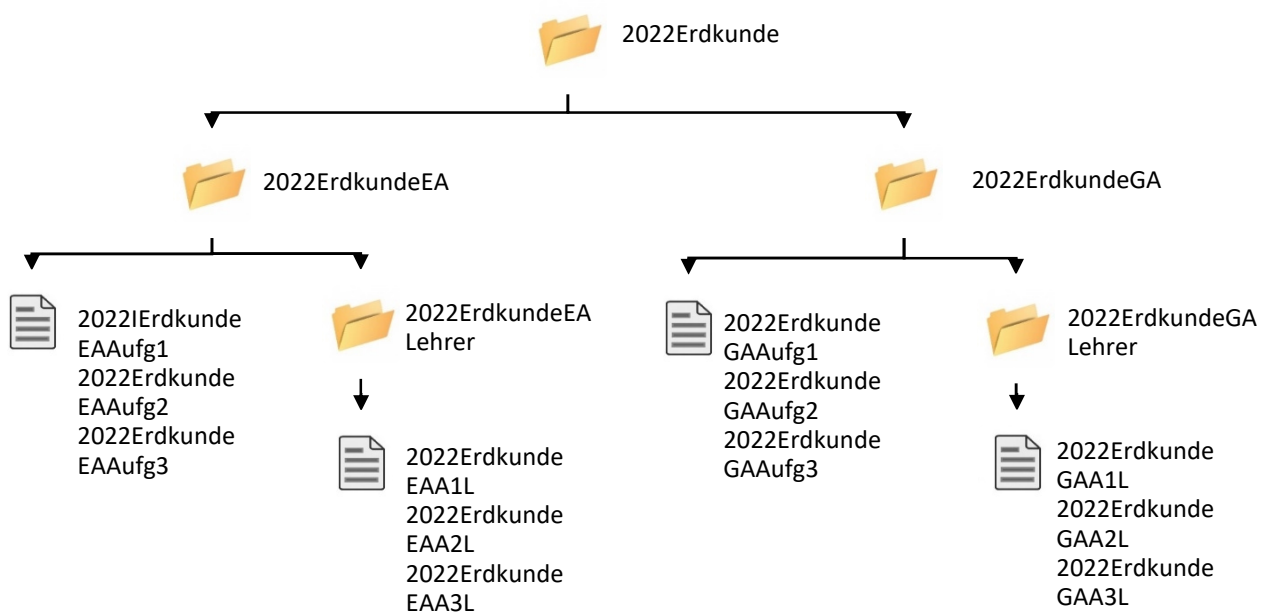 2022Erdkunde
2022ErdkundeEA
2022ErdkundeGA
2022IErdkunde
EAAufg1
2022Erdkunde
EAAufg2
2022Erdkunde
EAAufg3
2022ErdkundeEA
Lehrer
2022Erdkunde
EAA1L
2022Erdkunde
EAA2L
2022Erdkunde
EAA3L
2022Erdkunde
GAAufg1
2022Erdkunde
GAAufg2
2022Erdkunde
GAAufg3
2022ErdkundeGA
Lehrer
2022Erdkunde
GAA1L
2022Erdkunde
GAA2L
2022Erdkunde
GAA3L